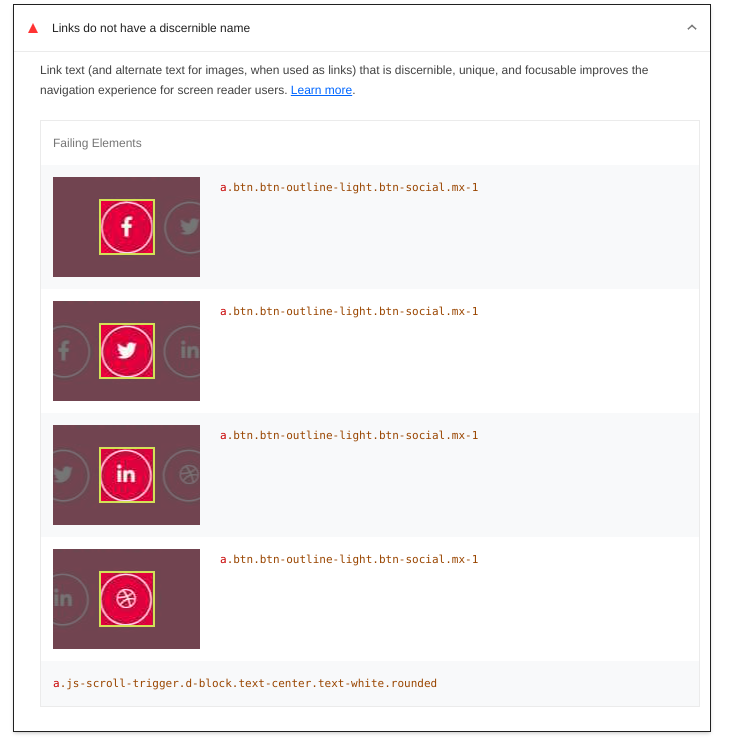 Links do not have a discernible name
Link text (and alternate text for images, when used as links) that is discernible, unique, and focusable improves the
navigation experience for screen reader users. Learn more.
Failing Elements
a.btn.btn-outline-light.btn-social.mx-1
a.btn.btn-outline-light.btn-social.mx-1
in
a.btn.btn-outline-light.btn-social.mx-1
in
a.btn.btn-outline-light.btn-social.mx-1
in
a.js-scroll-trigger.d-block.text-center.text-white.rounded